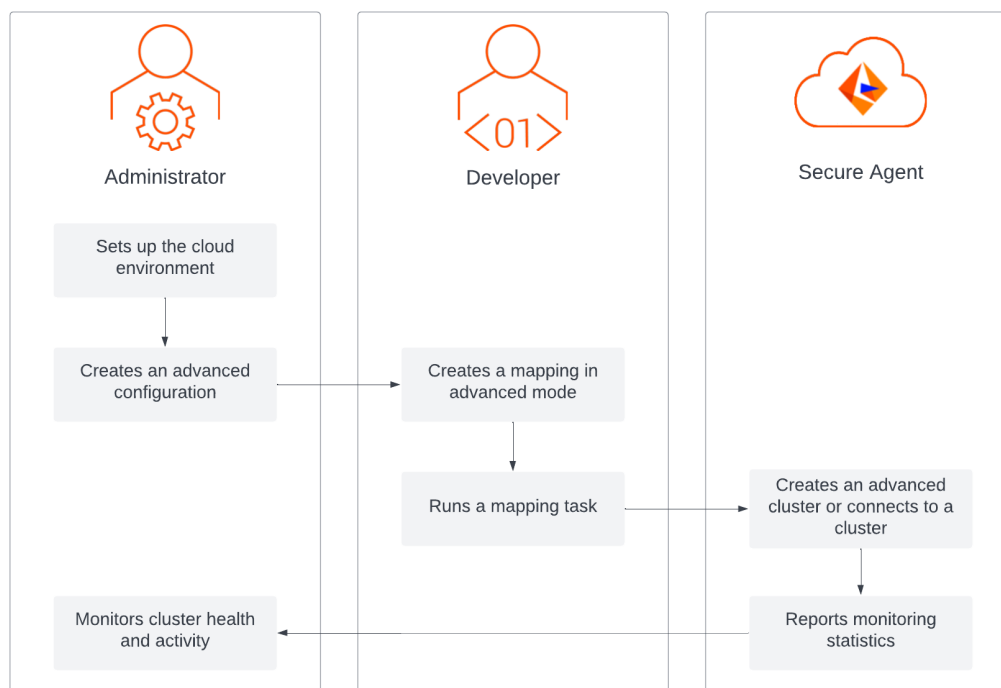 Administrator
Developer
Secure Agent
<01>
Sets up the cloud
environment
Creates an advanced
configuration
Creates a mapping in
advanced mode
Runs a mapping task
Creates an advanced
cluster or connects to a
cluster
Monitors cluster health
and activity
Reports monitoring
statistics